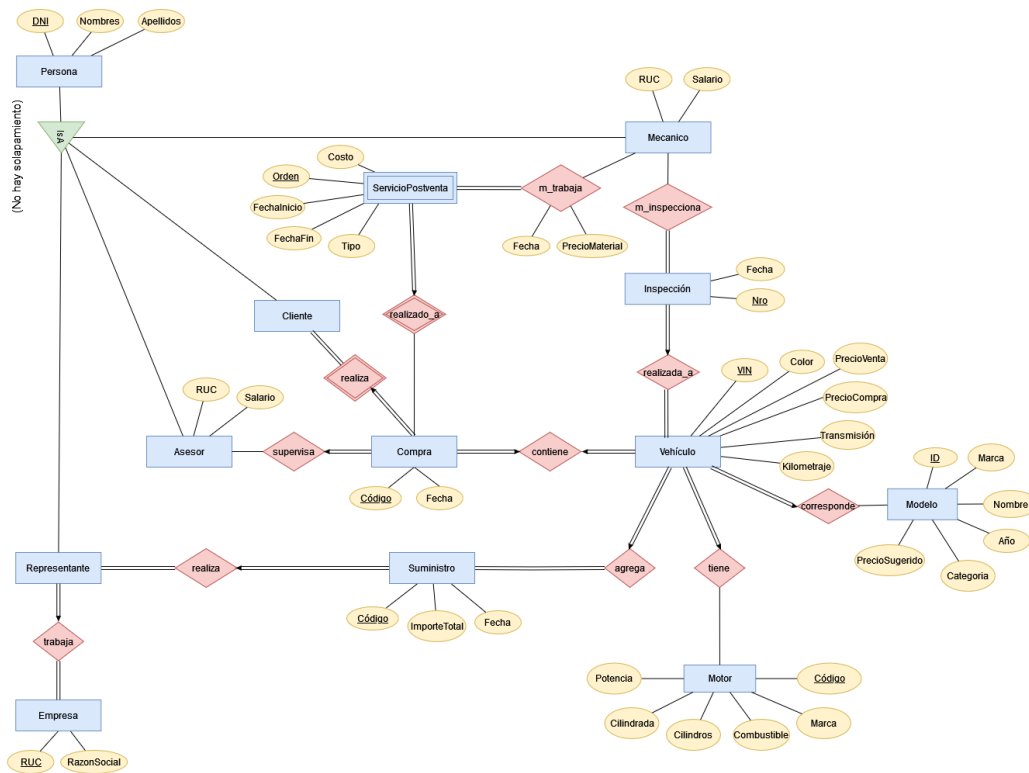 DNI
Nombres
Apellidos
Persona
(No hay solapamiento)
IsA
RUC
Salario
Mecanico
Costo
Orden
ServicioPostventa
FechaInicio
FechaFin
Tipo
m_trabaja
Fecha
PrecioMaterial
m_inspecciona
Inspección
Fecha
Nro
Cliente
realizado_a
realiza
realizada_a
VIN
Color
PrecioVenta
PrecioCompra
Transmisión
Kilometraje
RUC
Salario
Asesor
supervisa
Compra
contiene
Vehículo
Código
Fecha
corresponde
ID
Marca
Modelo
Nombre
Año
PrecioSugerido
Categoria
Representante
realiza
Suministro
agrega
tiene
Código
ImporteTotal
Fecha
trabaja
Potencia
Motor
Código
Cilindrada
Cilindros
Combustible
Marca
Empresa
RUC
RazonSocial